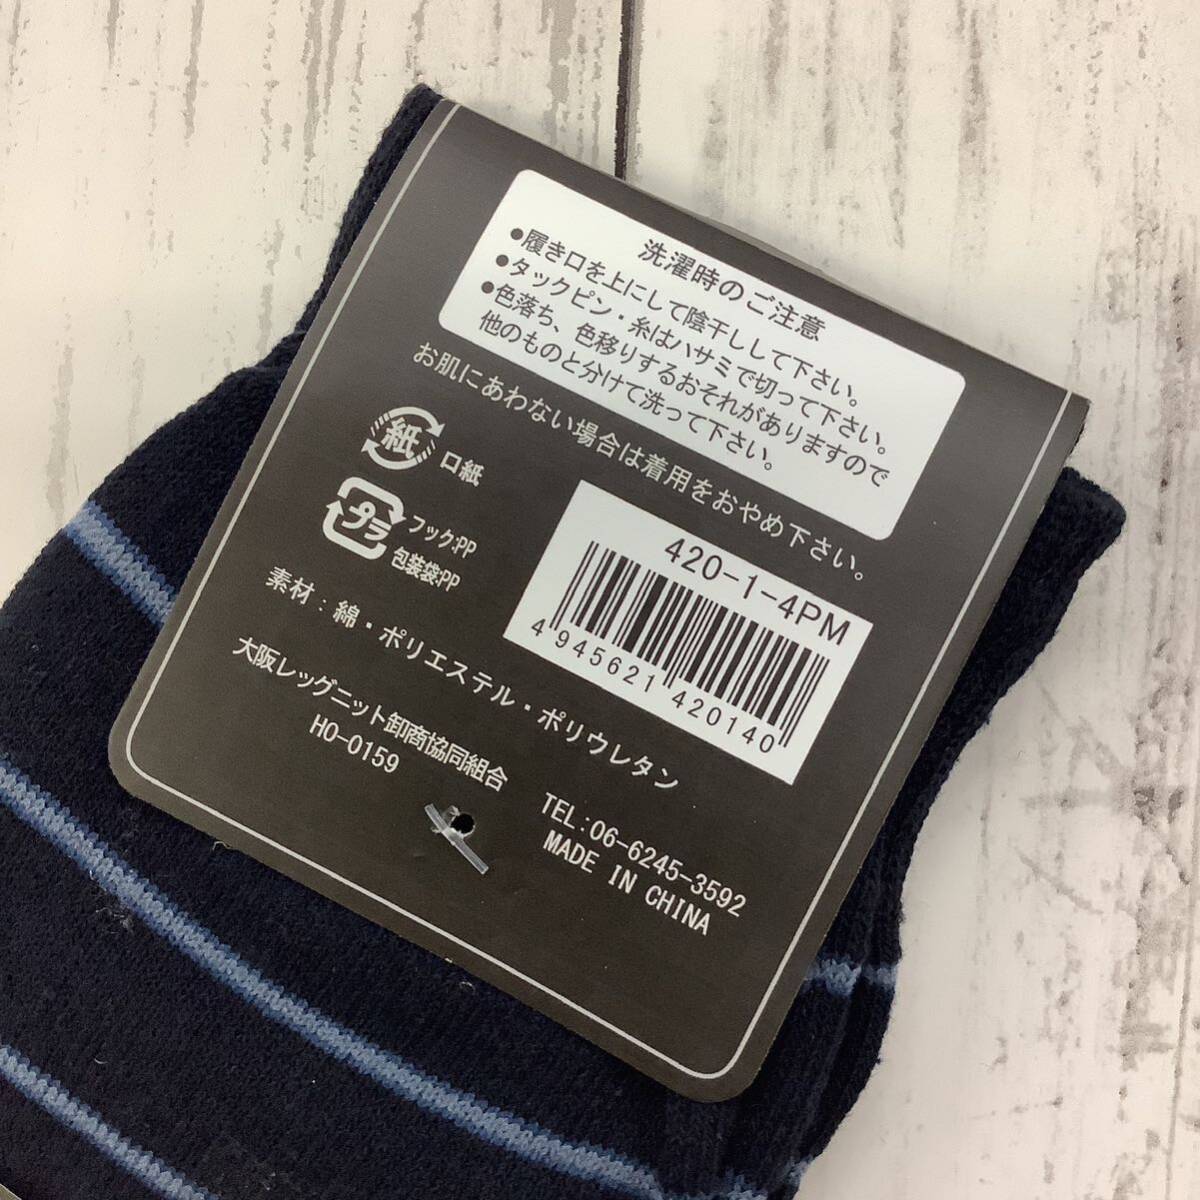 洗濯時のご注意
●履き口を上にして陰干しして下さい。
●タックピン・糸はハサミで切って下さい。
●色落ち、色移りするおそれがありますので
他のものと分けて洗って下さい。
お肌にあわない場合は着用をおやめ下さい。
紙
口紙
プラ
フック:PP
包装袋:PP
420-1-4PM
4 945621 420140
素材：綿・ポリエステル・ポリウレタン
大阪レッグニット卸商協同組合
HO-0159
TEL:06-6245-3592
MADE IN CHINA